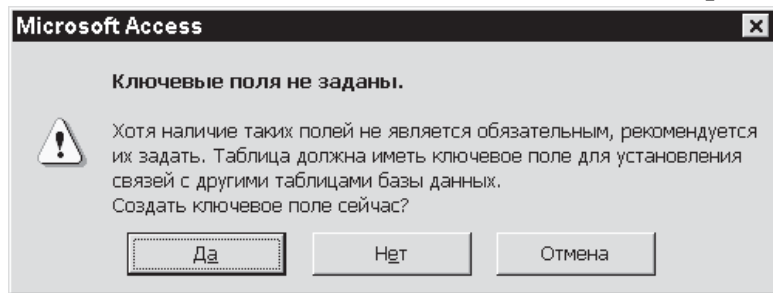 Microsoft Access
Ключевые поля не заданы.
Хотя наличие таких полей не является обязательным, рекомендуется
их задать. Таблица должна иметь ключевое поле для установления
связей с другими таблицами базы данных.
Создать ключевое поле сейчас?
Да Нет Отмена